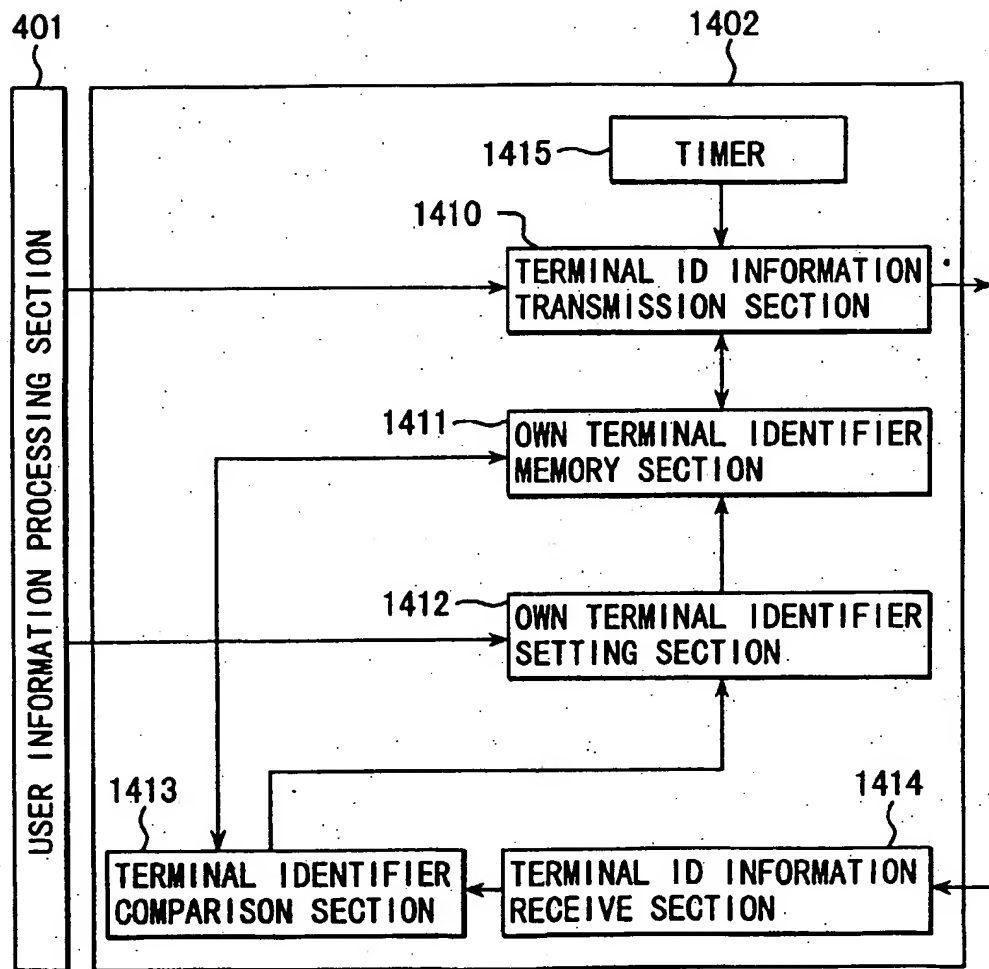 401
1402
USER INFORMATION PROCESSING SECTION
1415
TIMER
1410
TERMINAL ID INFORMATION
TRANSMISSION SECTION
1411
OWN TERMINAL IDENTIFIER
MEMORY SECTION
1412
OWN TERMINAL IDENTIFIER
SETTING SECTION
1413
TERMINAL IDENTIFIER
COMPARISON SECTION
1414
TERMINAL ID INFORMATION
RECEIVE SECTION